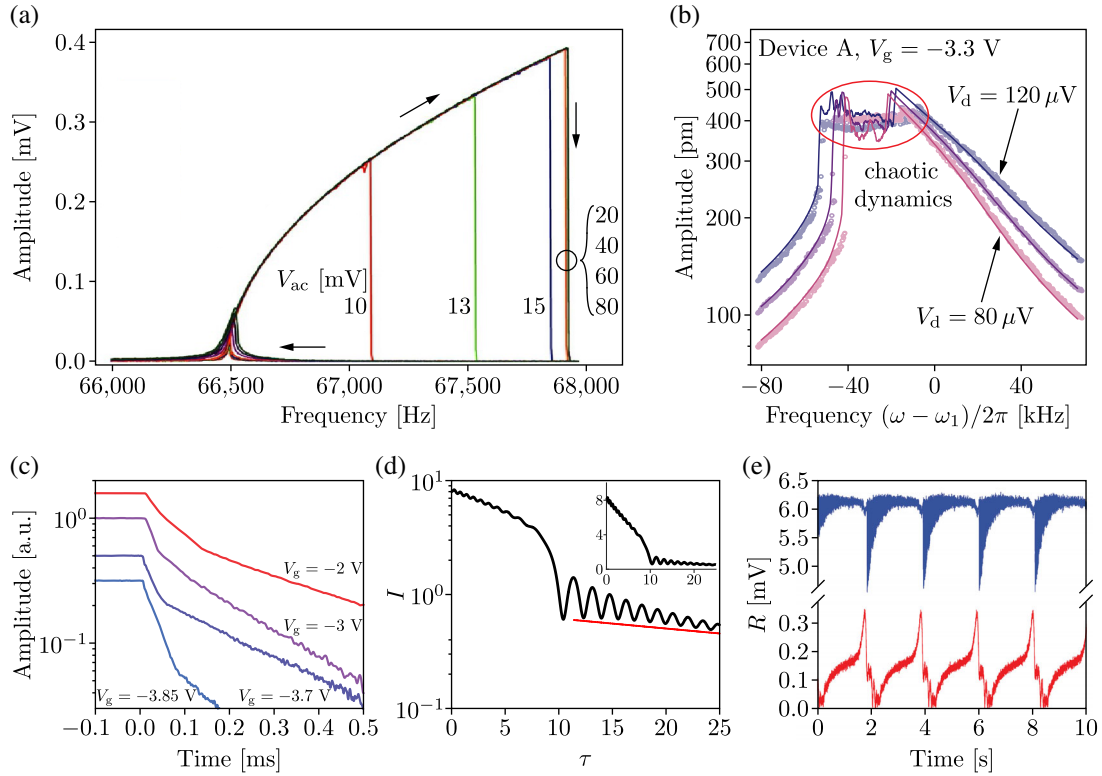 (a)
0.4
0.3
0.2
0.1
0.0
Amplitude [mV]
V_ac [mV]
10
13
15
20
40
60
80
66,000 66,500 67,000 67,500 68,000
Frequency [Hz]
(b)
700
600
500
400
300
200
100
Amplitude [pm]
Device A, V_g = −3.3 V
V_d = 120 μV
chaotic
dynamics
V_d = 80 μV
−80 −40 0 40
Frequency (ω − ω_1)/2π [kHz]
(c)
10^0
10^−1
Amplitude [a.u.]
V_g = −2 V
V_g = −3 V
V_g = −3.85 V
V_g = −3.7 V
−0.1 0.0 0.1 0.2 0.3 0.4 0.5
Time [ms]
(d)
10^1
10^0
10^−1
I
8
4
0
0 10 20
0 5 10 15 20 25
τ
(e)
6.5
6.0
5.5
5.0
0.3
0.2
0.1
0.0
R [mV]
0 2 4 6 8 10
Time [s]